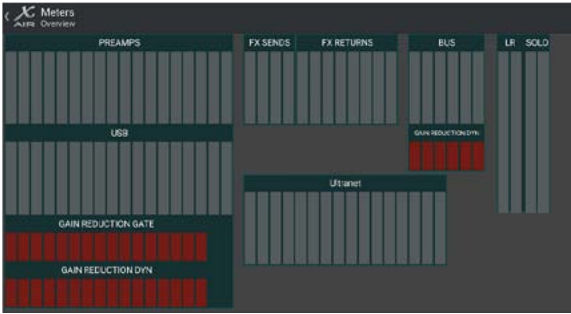 X AIR
Meters
Overview
PREAMPS
FX SENDS
FX RETURNS
BUS
LR
SOLO
USB
GAIN REDUCTION DYN
Ultranet
GAIN REDUCTION GATE
GAIN REDUCTION DYN